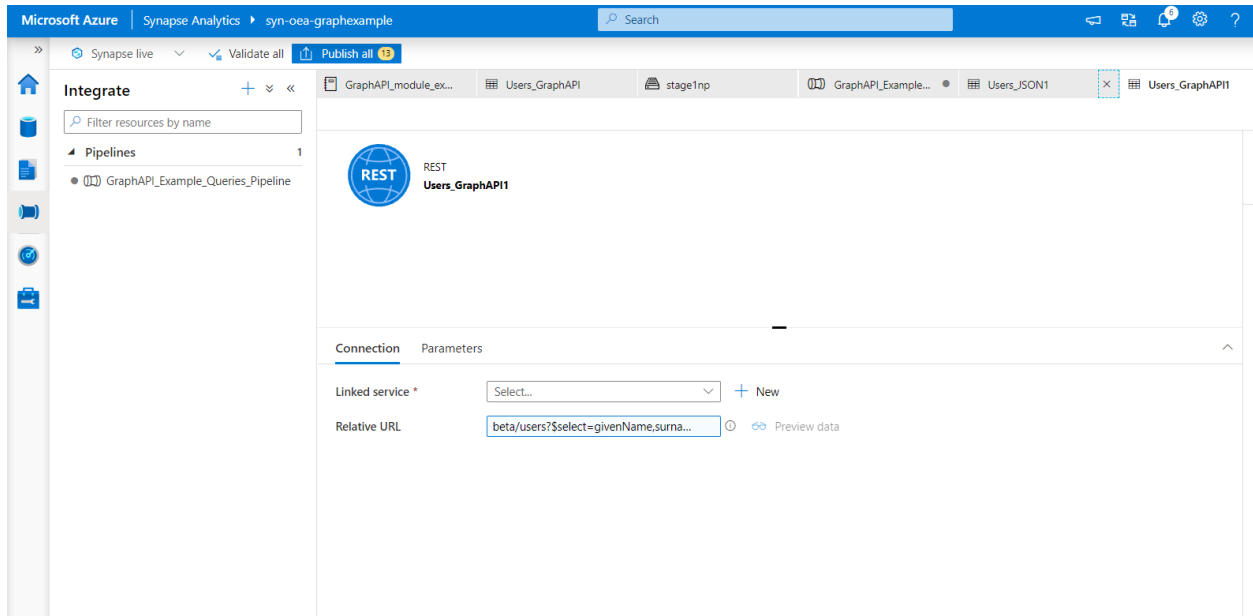 Microsoft Azure Synapse Analytics syn-oea-graphexample Search 6 ?
Synapse live Validate all Publish all 13
Integrate
Filter resources by name
Pipelines 1
GraphAPI_Example_Queries_Pipeline
GraphAPI_module_ex... Users_GraphAPI stage1np GraphAPI_Example... Users_JSON1 Users_GraphAPI1
REST
REST
Users_GraphAPI1
Connection Parameters
Linked service * Select... New
Relative URL beta/users?$select=givenName,surna... Preview data